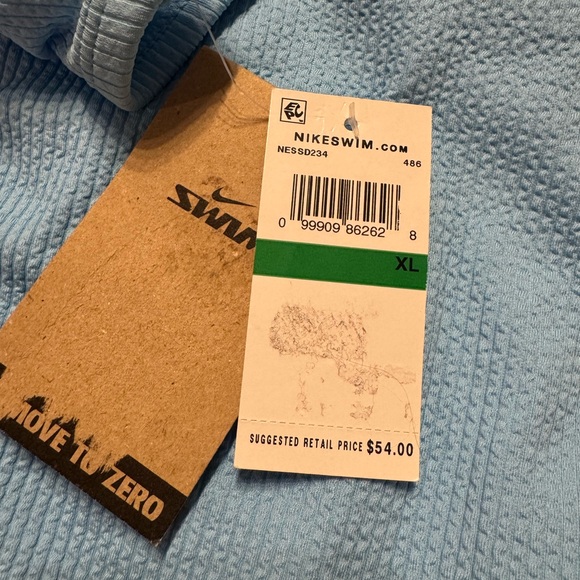 NIKESWIM.COM
NESSD234 486
0 99909 86262 8
XL
SUGGESTED RETAIL PRICE $54.00
SWIM
MOVE TO ZERO